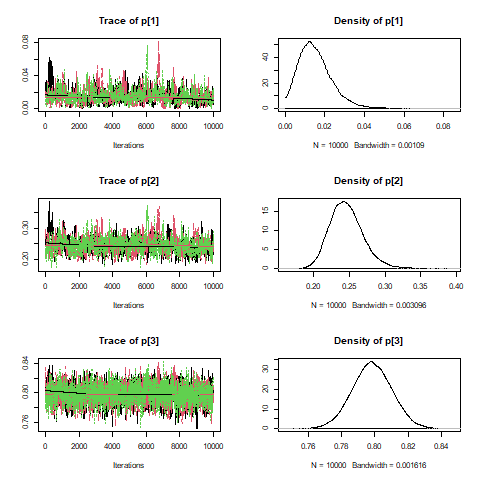 Trace of p[1]
0.00 0.04 0.08
0 2000 4000 6000 8000 10000
Iterations
Density of p[1]
0 20 40
0.00 0.02 0.04 0.06 0.08
N = 10000 Bandwidth = 0.00109
Trace of p[2]
0.20 0.30
0 2000 4000 6000 8000 10000
Iterations
Density of p[2]
0 5 10 15
0.20 0.25 0.30 0.35 0.40
N = 10000 Bandwidth = 0.003096
Trace of p[3]
0.76 0.80 0.84
0 2000 4000 6000 8000 10000
Iterations
Density of p[3]
0 10 20 30
0.76 0.78 0.80 0.82 0.84
N = 10000 Bandwidth = 0.001616